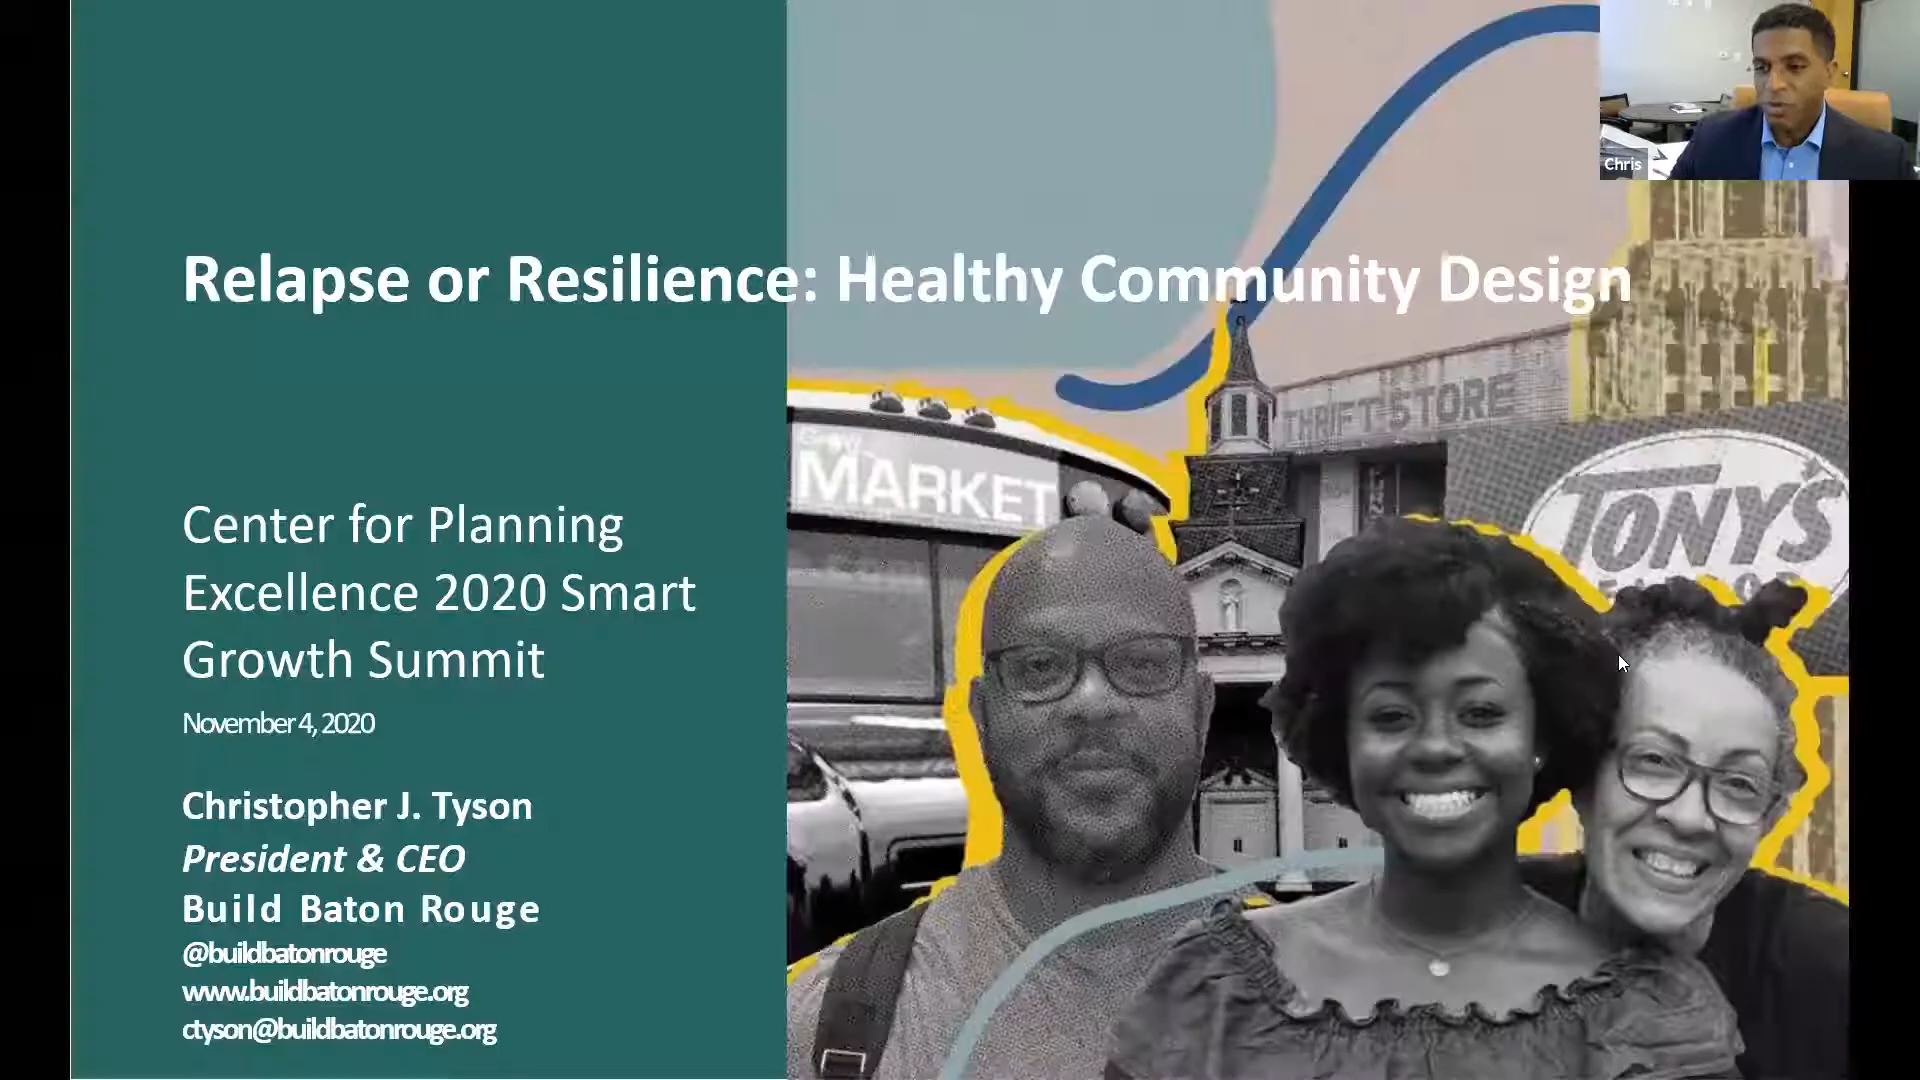 Chris
Relapse or Resilience: Healthy Community Design
THRIFT STORE
Grow
MARKET
TONY'S
Center for Planning
Excellence 2020 Smart
Growth Summit
November 4, 2020
Christopher J. Tyson
President & CEO
Build Baton Rouge
@buildbatonrouge
www.buildbatonrouge.org
ctyson@buildbatonrouge.org